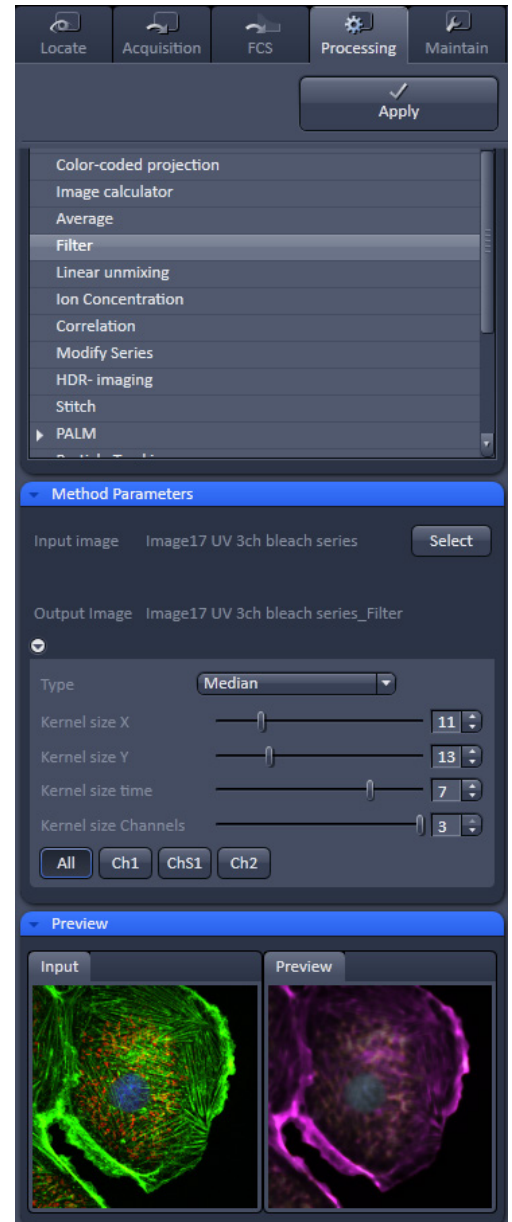 Locate Acquisition FCS Processing Maintain
Apply
Color-coded projection
Image calculator
Average
Filter
Linear unmixing
Ion Concentration
Correlation
Modify Series
HDR- imaging
Stitch
PALM
Method Parameters
Input image Image17 UV 3ch bleach series Select
Output Image Image17 UV 3ch bleach series_Filter
Type Median
Kernel size X 11
Kernel size Y 13
Kernel size time 7
Kernel size Channels 3
All Ch1 ChS1 Ch2
Preview
Input Preview